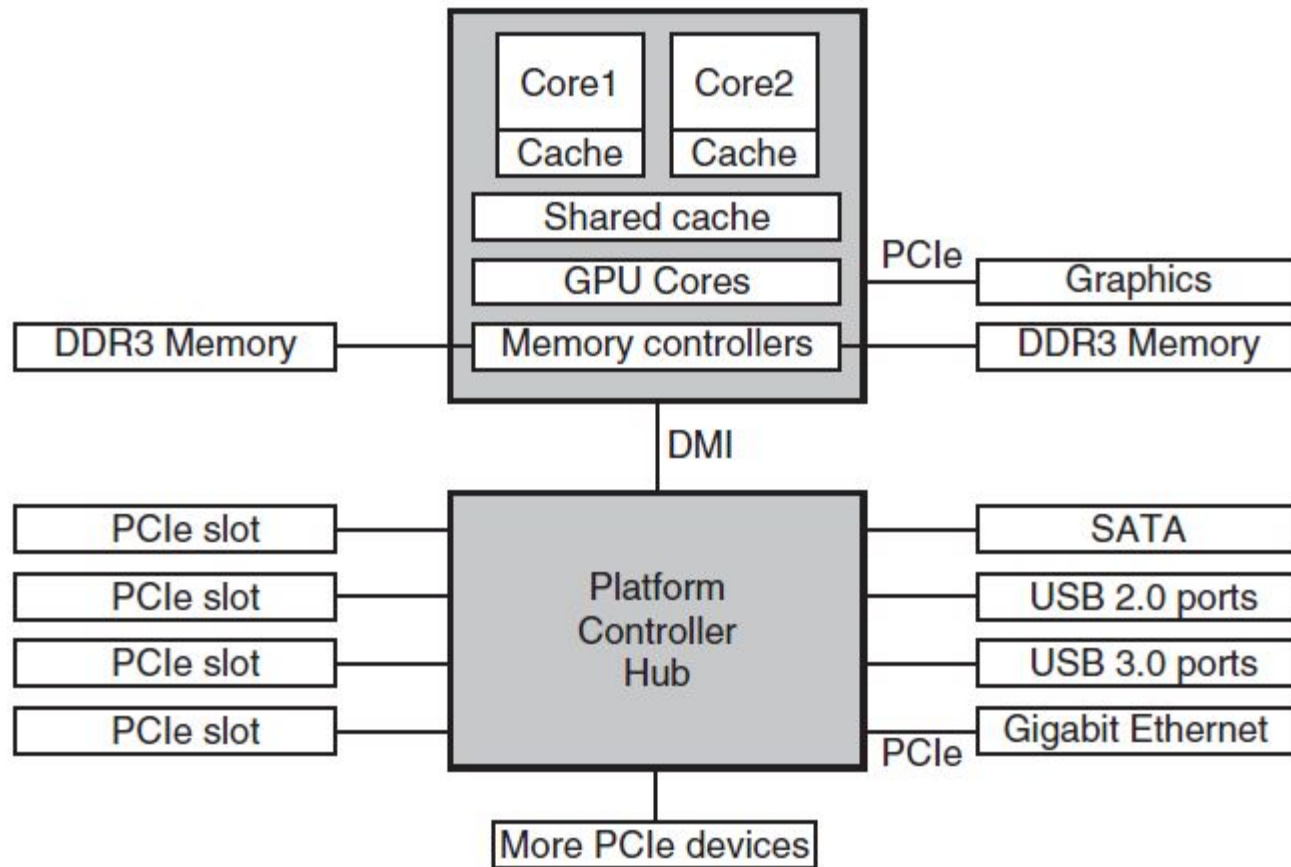 Core1
Core2
Cache
Cache
Shared cache
PCIe
GPU Cores
Graphics
DDR3 Memory
Memory controllers
DDR3 Memory
DMI
PCIe slot
SATA
PCIe slot
Platform
Controller
Hub
USB 2.0 ports
PCIe slot
USB 3.0 ports
PCIe slot
Gigabit Ethernet
PCIe
More PCIe devices